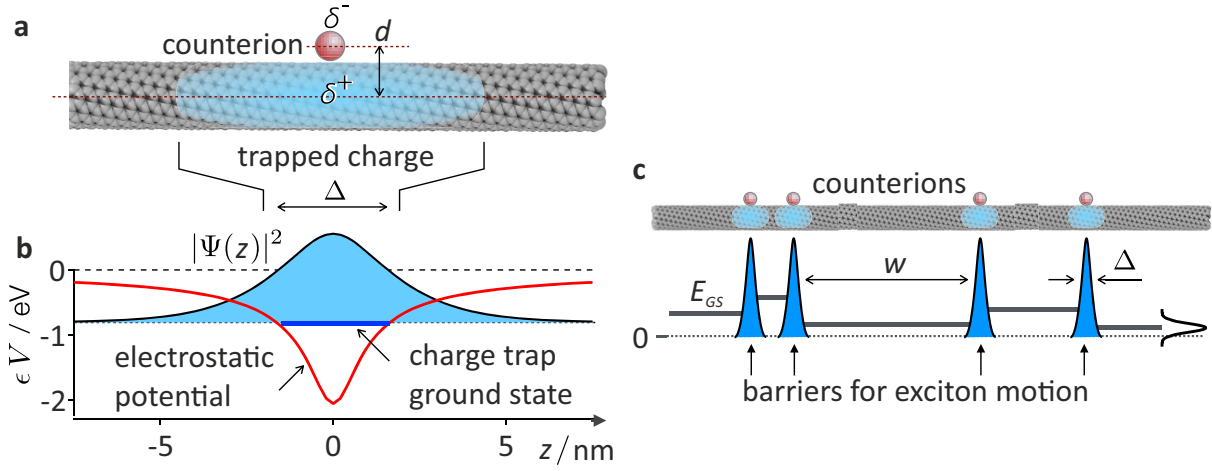 a
δ⁻
counterion
d
δ⁺
trapped charge
Δ
b
|Ψ(z)|²
0
-1
-2
ϵ V / eV
electrostatic
potential
charge trap
ground state
-5
0
5
z / nm
c
counterions
w
Δ
E_GS
0
barriers for exciton motion